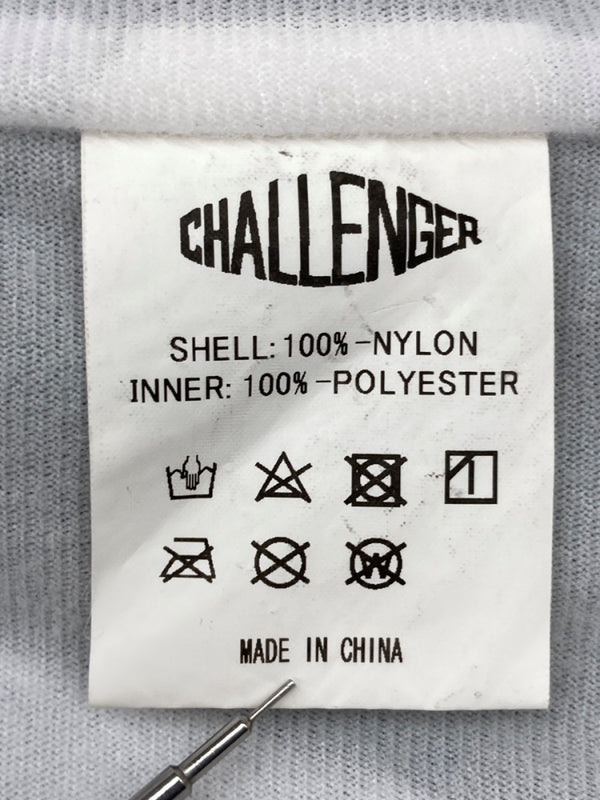 CHALLENGER
SHELL: 100%-NYLON
INNER: 100%-POLYESTER
W
MADE IN CHINA